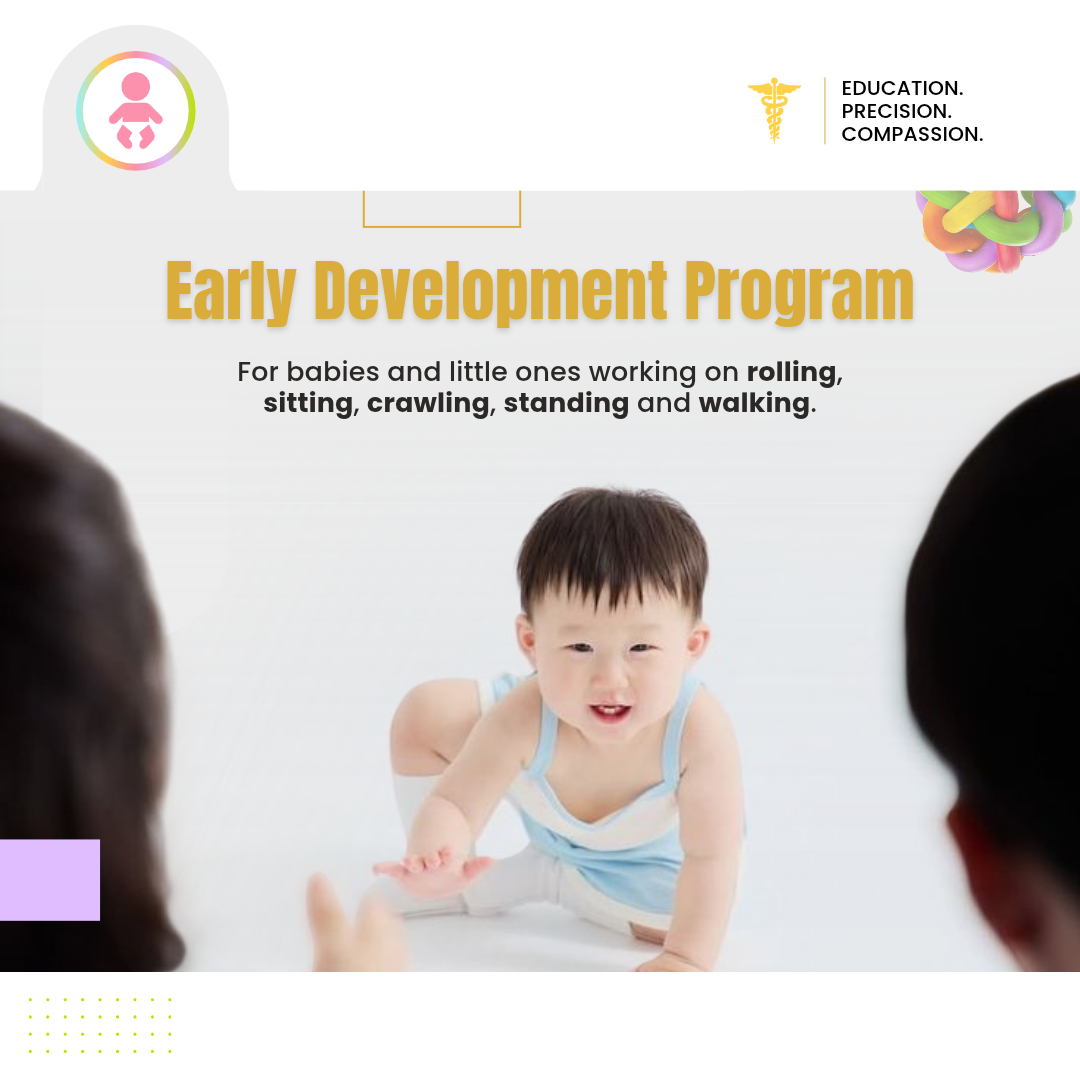 EDUCATION.
PRECISION.
COMPASSION.
Early Development Program
For babies and little ones working on rolling,
sitting, crawling, standing and walking.